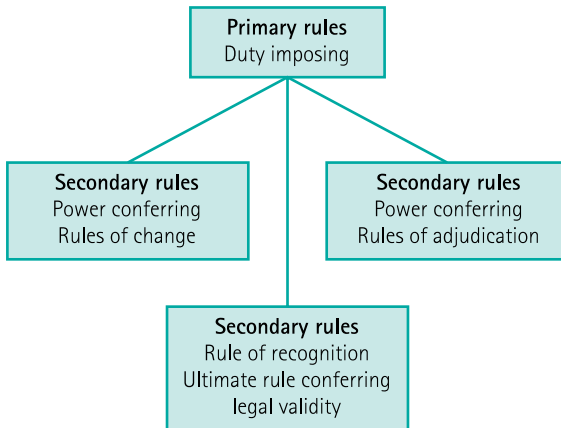 Primary rules
Duty imposing
Secondary rules
Power conferring
Rules of change
Secondary rules
Power conferring
Rules of adjudication
Secondary rules
Rule of recognition
Ultimate rule conferring
legal validity